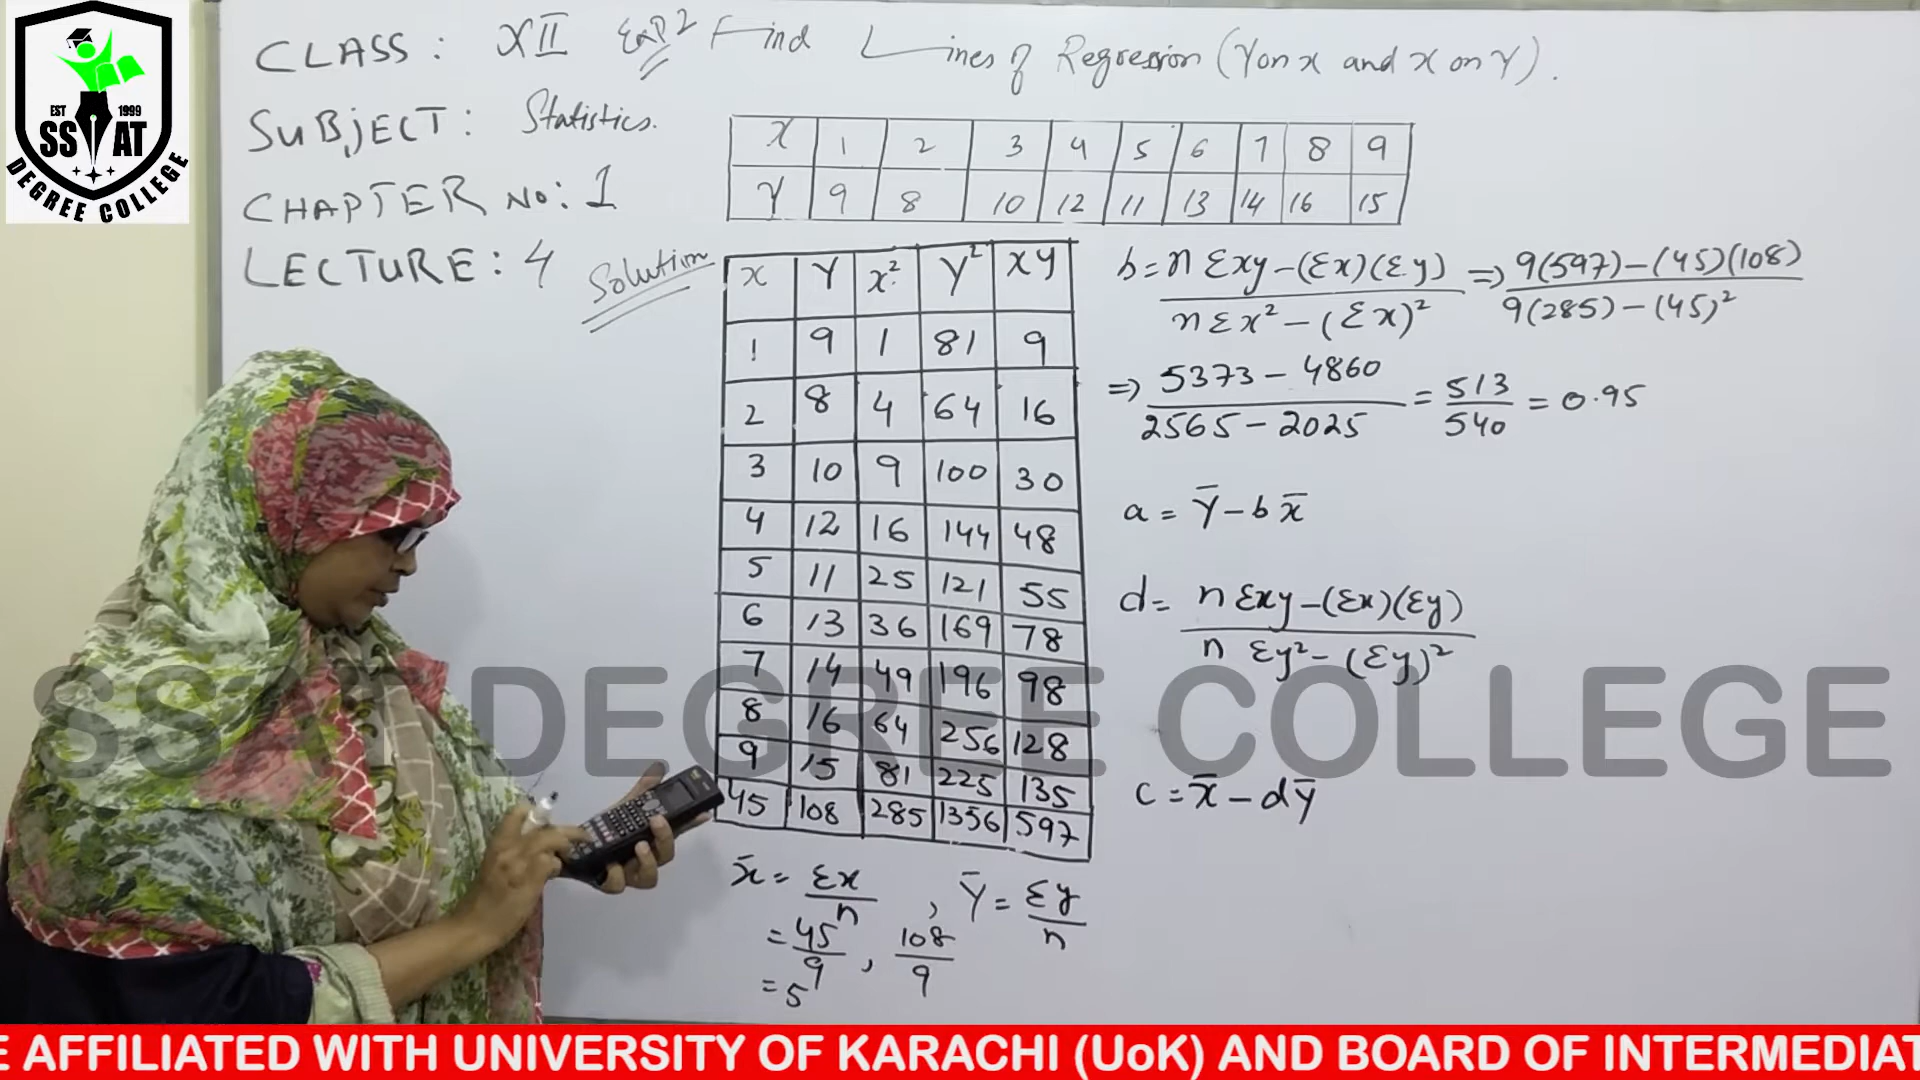 EST 1999
SSAT
DEGREE COLLEGE
CLASS: XII Exp 2 Find Lines of Regression (Y on x and x on Y).
SUBJECT: Statistics.
CHAPTER No: 1
LECTURE: 4
Solution
X 1 2 3 4 5 6 7 8 9
Y 9 8 10 12 11 13 14 16 15
x Y x² Y² XY
1 9 1 81 9
2 8 4 64 16
3 10 9 100 30
4 12 16 144 48
5 11 25 121 55
6 13 36 169 78
7 14 49 196 98
8 16 64 256 128
9 15 81 225 135
45 108 285 1356 597
x̄ = Σx/n , Ȳ = Σy/n
= 45/9 , 108/9
= 5
b = nΣxy-(Σx)(Σy) / nΣx²-(Σx)² ⇒ 9(597)-(45)(108) / 9(285)-(45)²
⇒ 5373-4860 / 2565-2025 = 513/540 = 0.95
a = Ȳ-bx̄
d = nΣxy-(Σx)(Σy) / nΣy²-(Σy)²
c = x̄-dȳ
SSAT DEGREE COLLEGE
E AFFILIATED WITH UNIVERSITY OF KARACHI (UoK) AND BOARD OF INTERMEDIAT